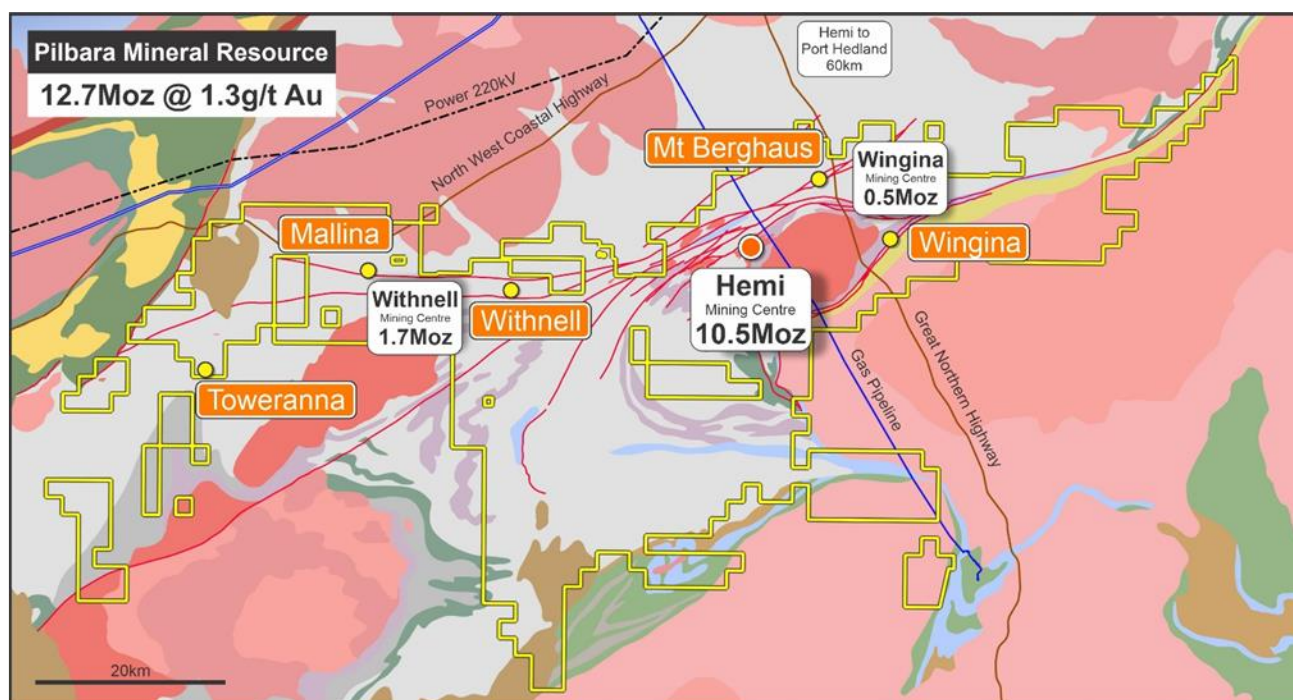 Pilbara Mineral Resource
12.7Moz @ 1.3g/t Au
Hemi to
Port Hedland
60km
Power 220kV
North West Coastal Highway
Mt Berghaus
Wingina
Mining Centre
0.5Moz
Mallina
Wingina
Withnell
Mining Centre
1.7Moz
Withnell
Hemi
Mining Centre
10.5Moz
Toweranna
Gas Pipeline
Great Northern Highway
20km